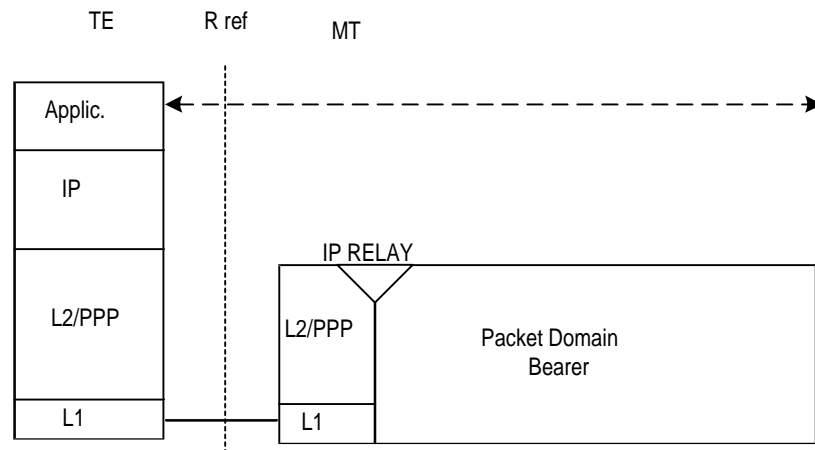 TE
R ref
MT
Applic.
IP
IP RELAY
L2/PPP
L2/PPP
Packet Domain
Bearer
L1
L1